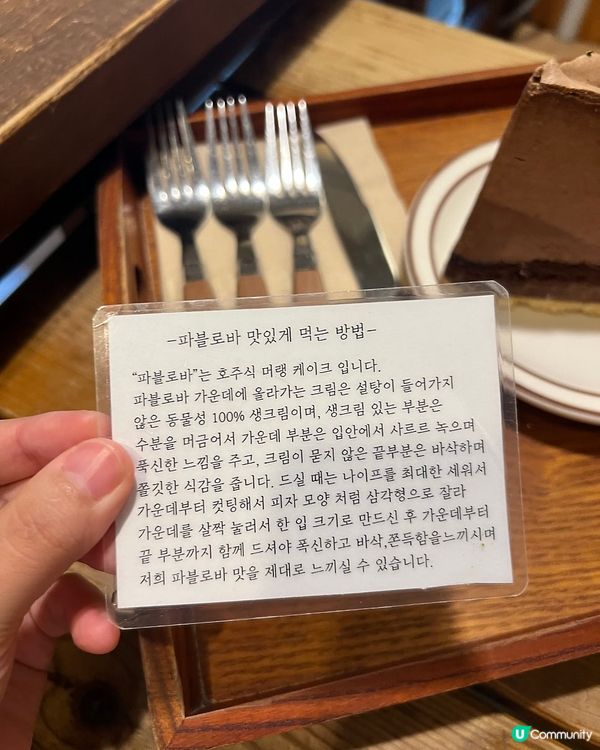 -파블로바 맛있게 먹는 방법-
“파블로바”는 호주식 머랭 케이크 입니다.
파블로바 가운데에 올라가는 크림은 설탕이 들어가지
않은 동물성 100% 생크림이며, 생크림 있는 부분은
수분을 머금어서 가운데 부분은 입안에서 사르르 녹으며
푹신한 느낌을 주고, 크림이 묻지 않은 끝부분은 바삭하며
쫄깃한 식감을 줍니다. 드실 때는 나이프를 최대한 세워서
가운데부터 컷팅해서 피자 모양 처럼 삼각형으로 잘라
가운데를 살짝 눌러서 한 입 크기로 만드신 후 가운데부터
끝 부분까지 함께 드셔야 폭신하고 바삭,쫀득함을느끼시며
저희 파블로바 맛을 제대로 느끼실 수 있습니다.
U Community